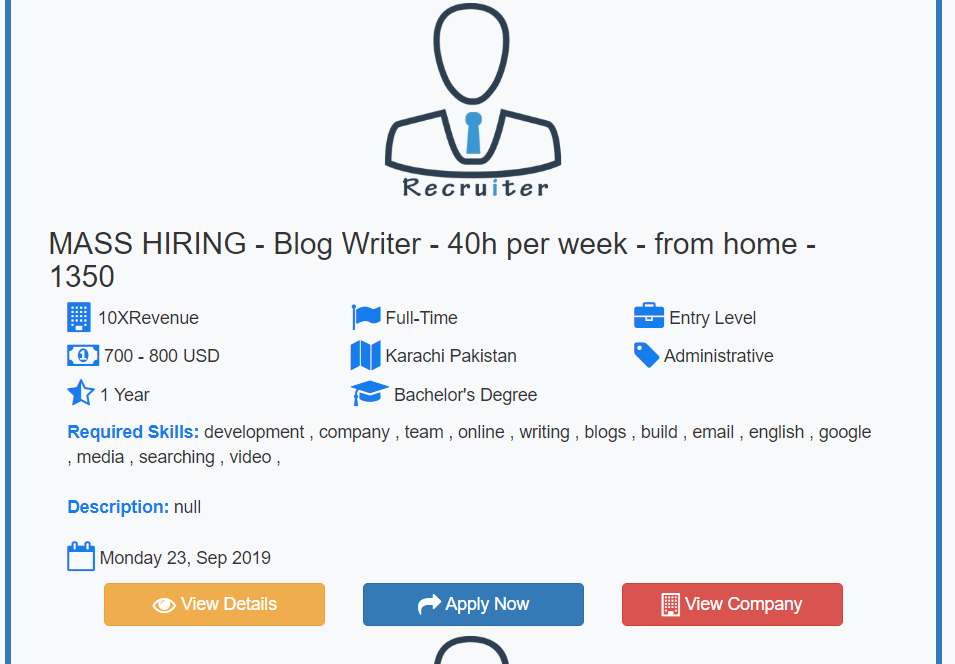 Recruiter
MASS HIRING - Blog Writer - 40h per week - from home -
1350
10XRevenue Full-Time Entry Level
700 - 800 USD Karachi Pakistan Administrative
1 Year Bachelor's Degree
Required Skills: development , company , team , online , writing , blogs , build , email , english , google
, media , searching , video ,
Description: null
Monday 23, Sep 2019
View Details Apply Now View Company